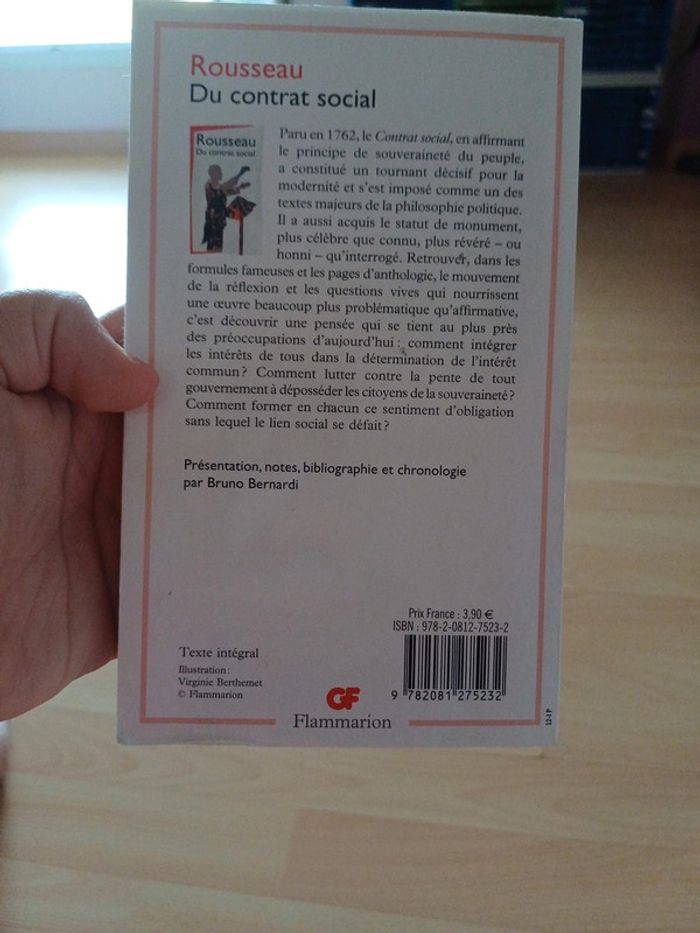 Rousseau
Du contrat social
Rousseau
Du contrat social
Paru en 1762, le Contrat social, en affirmant
le principe de souveraineté du peuple,
a constitué un tournant décisif pour la
modernité et s'est imposé comme un des
textes majeurs de la philosophie politique.
Il a aussi acquis le statut de monument,
plus célèbre que connu, plus révéré – ou
honni – qu'interrogé. Retrouver, dans les
formules fameuses et les pages d'anthologie, le mouvement
de la réflexion et les questions vives qui nourrissent
une œuvre beaucoup plus problématique qu'affirmative,
c'est découvrir une pensée qui se tient au plus près
des préoccupations d'aujourd'hui : comment intégrer
les intérêts de tous dans la détermination de l'intérêt
commun ? Comment lutter contre la pente de tout
gouvernement à déposséder les citoyens de la souveraineté ?
Comment former en chacun ce sentiment d'obligation
sans lequel le lien social se défait ?
Présentation, notes, bibliographie et chronologie
par Bruno Bernardi
Prix France : 3,90 €
ISBN : 978-2-0812-7523-2
9 782081 275232
Texte intégral
Illustration :
Virginie Berthemet
© Flammarion
GF
Flammarion
12-I P